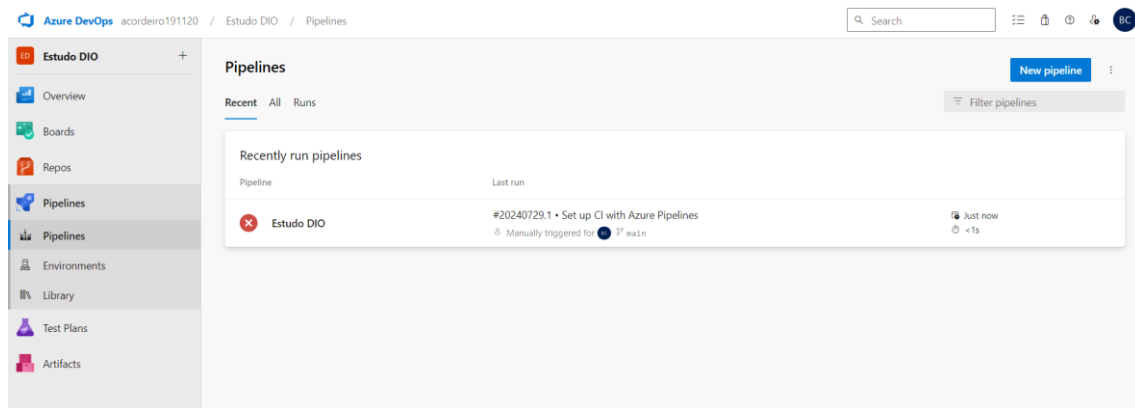 Azure DevOps acordeiro191120 / Estudo DIO / Pipelines
Search
BC
ED Estudo DIO +
Overview
Boards
Repos
Pipelines
Pipelines
Environments
Library
Test Plans
Artifacts
Pipelines
New pipeline
Recent All Runs
Filter pipelines
Recently run pipelines
Pipeline Last run
Estudo DIO
#20240729.1 • Set up CI with Azure Pipelines
Just now
Manually triggered for BC main
<1s